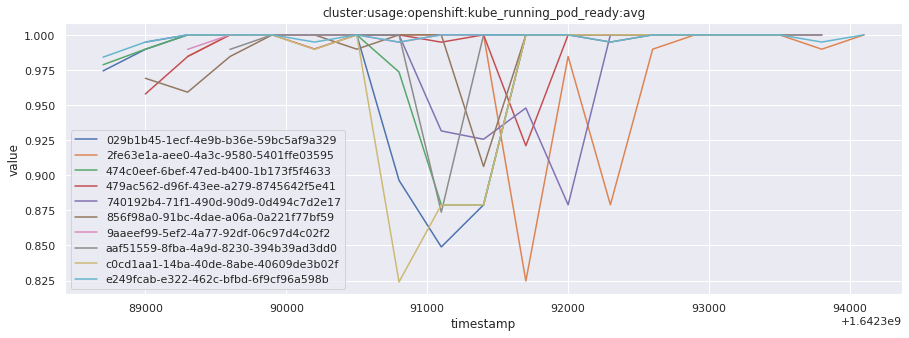 cluster:usage:openshift:kube_running_pod_ready:avg
1.000
0.975
0.950
0.925
0.900
0.875
0.850
0.825
value
029b1b45-1ecf-4e9b-b36e-59bc5af9a329
2fe63e1a-aee0-4a3c-9580-5401ffe03595
474c0eef-6bef-47ed-b400-1b173f5f4633
479ac562-d96f-43ee-a279-8745642f5e41
740192b4-71f1-490d-90d9-0d494c7d2e17
856f98a0-91bc-4dae-a06a-0a221f77bf59
9aaeef99-5ef2-4a77-92df-06c97d4c02f2
aaf51559-8fba-4a9d-8230-394b39ad3dd0
c0cd1aa1-14ba-40de-8abe-40609de3b02f
e249fcab-e322-462c-bfbd-6f9cf96a598b
89000 90000 91000 92000 93000 94000
timestamp
+1.6423e9